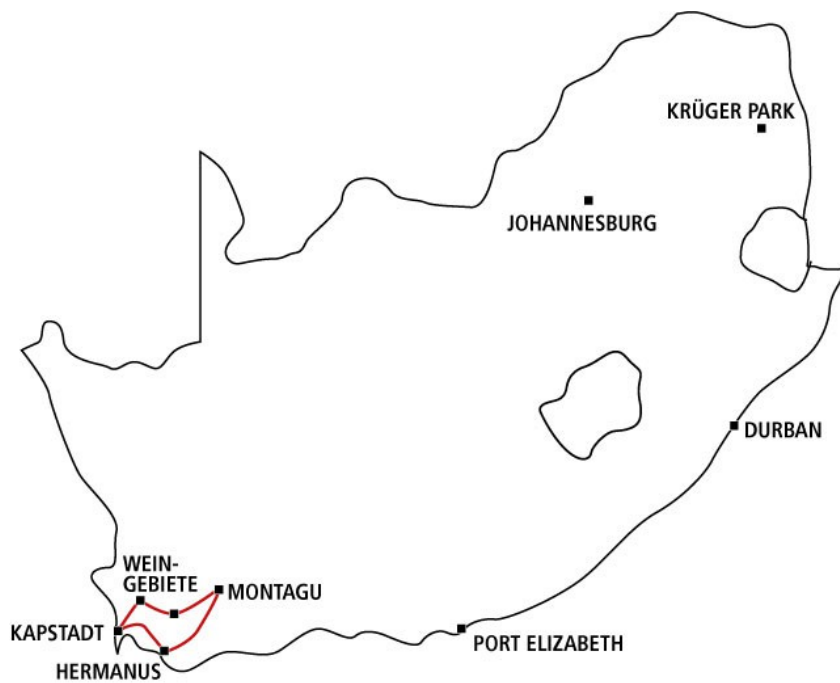 KRÜGER PARK
JOHANNESBURG
DURBAN
WEIN-
GEBIETE
MONTAGU
KAPSTADT
PORT ELIZABETH
HERMANUS